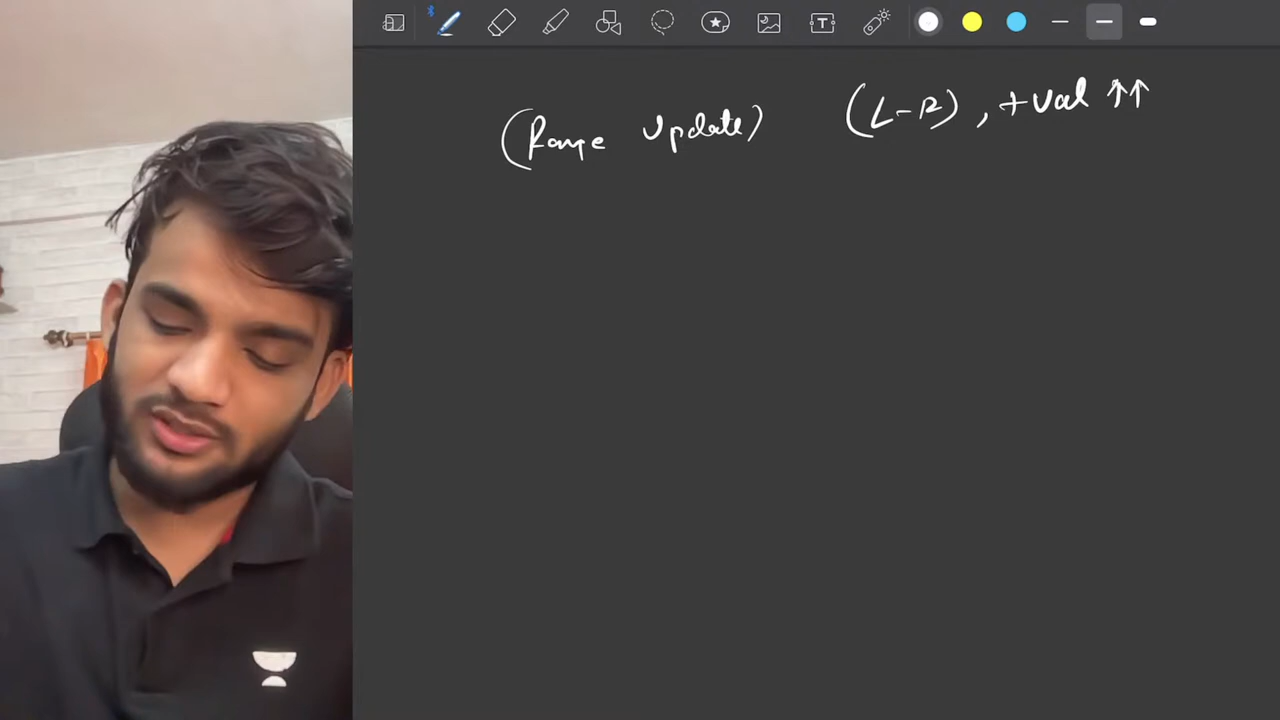 (Range Update) (L-R), +val ↑↑